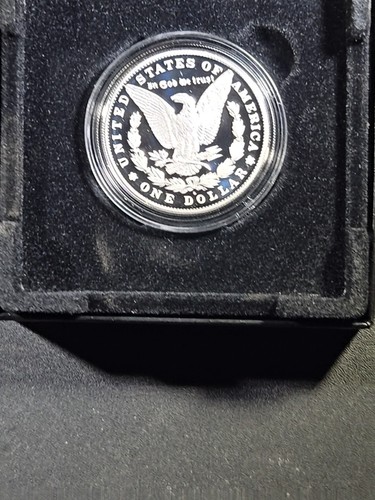 UNITED STATES OF AMERICA
In God we trust
★ ONE DOLLAR ★